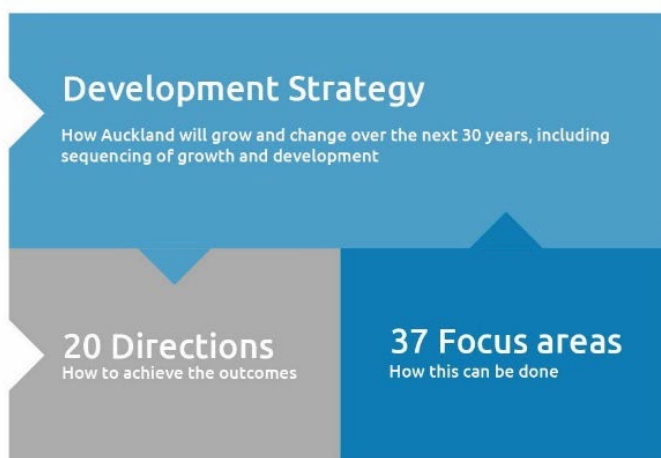 Development Strategy
How Auckland will grow and change over the next 30 years, including
sequencing of growth and development
20 Directions
How to achieve the outcomes
37 Focus areas
How this can be done